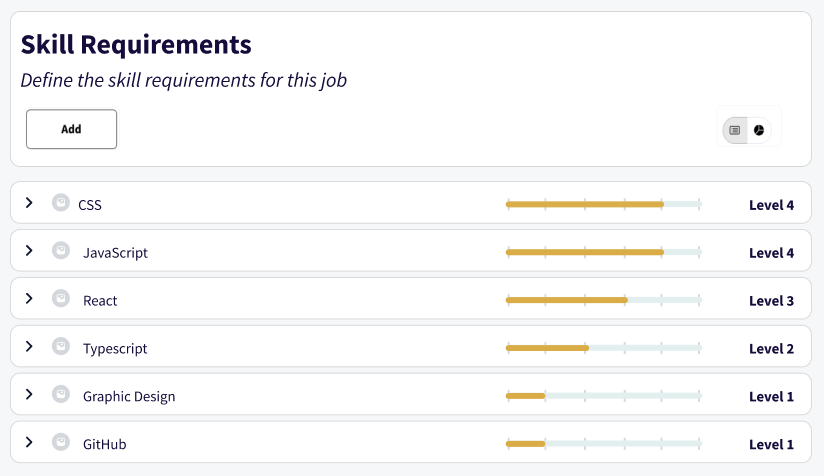 Skill Requirements
Define the skill requirements for this job
Add
CSS Level 4
JavaScript Level 4
React Level 3
Typescript Level 2
Graphic Design Level 1
GitHub Level 1